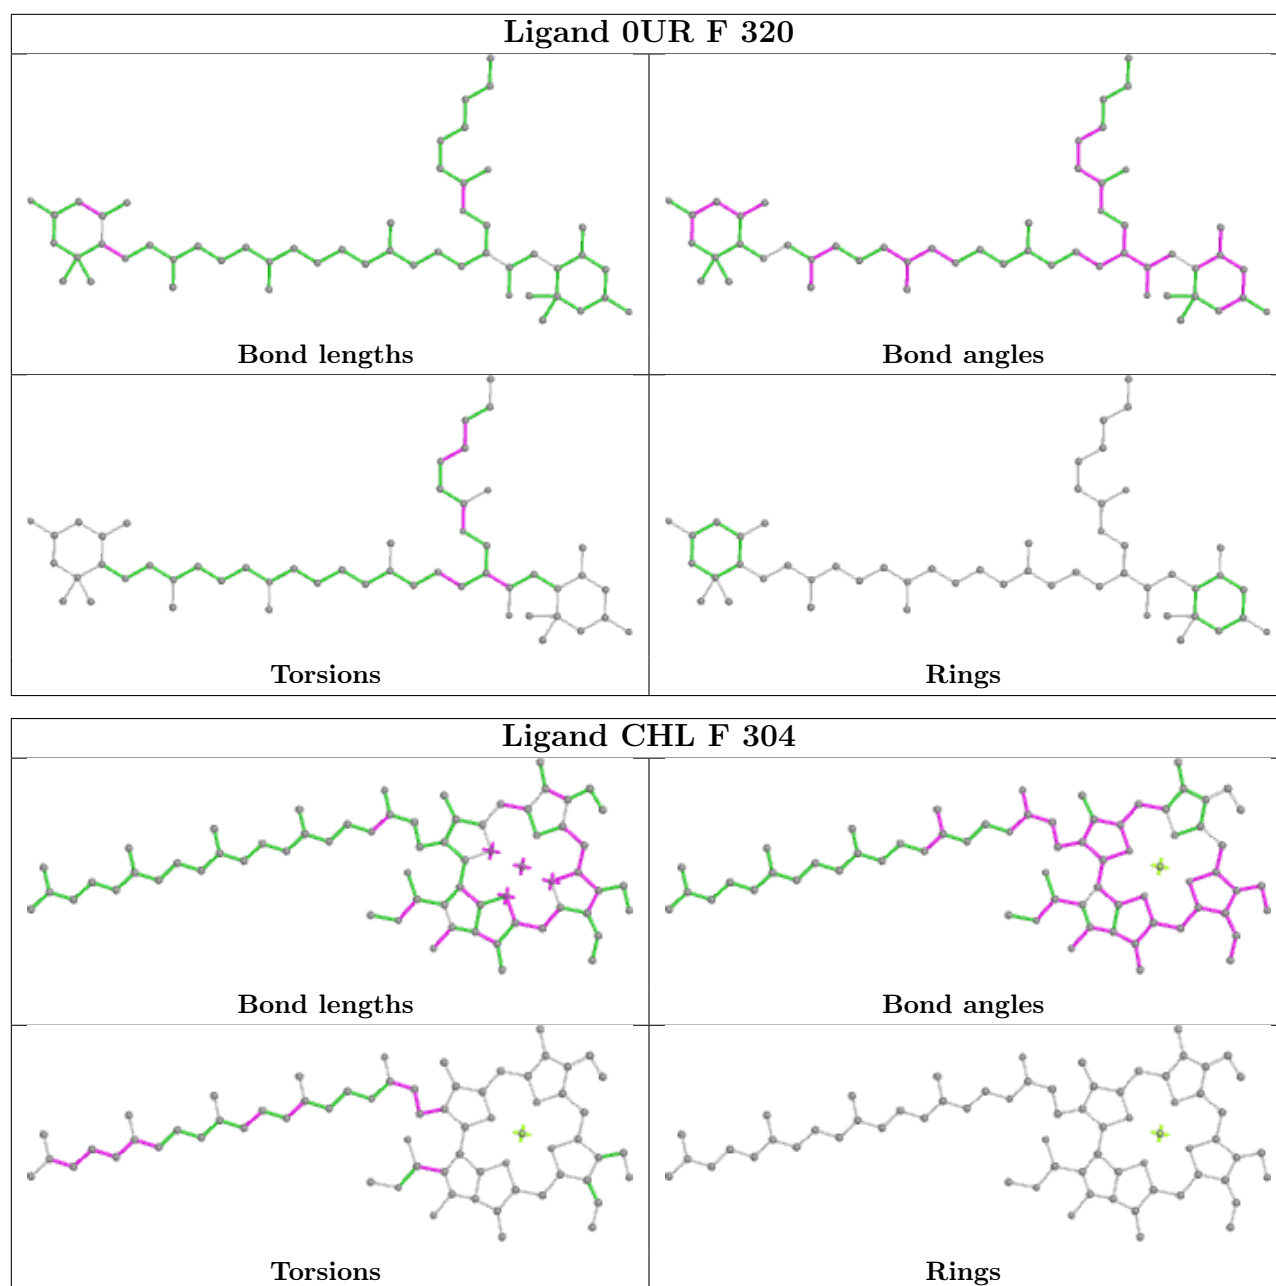 Ligand 0UR F 320
Bond lengths
Bond angles
Torsions
Rings
Ligand CHL F 304
Bond lengths
Bond angles
Torsions
Rings